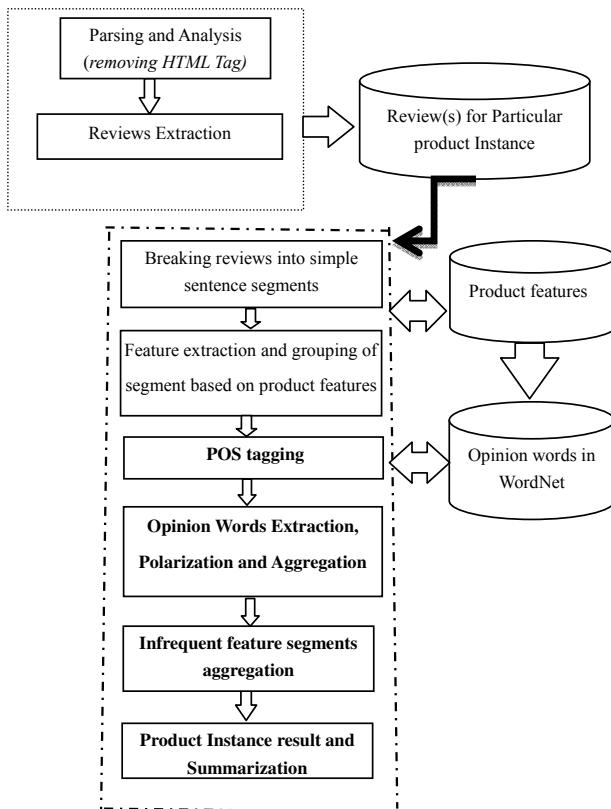 Parsing and Analysis
(removing HTML Tag)
Reviews Extraction
Review(s) for Particular
product Instance
Breaking reviews into simple
sentence segments
Product features
Feature extraction and grouping of
segment based on product features
POS tagging
Opinion words in
WordNet
Opinion Words Extraction,
Polarization and Aggregation
Infrequent feature segments
aggregation
Product Instance result and
Summarization